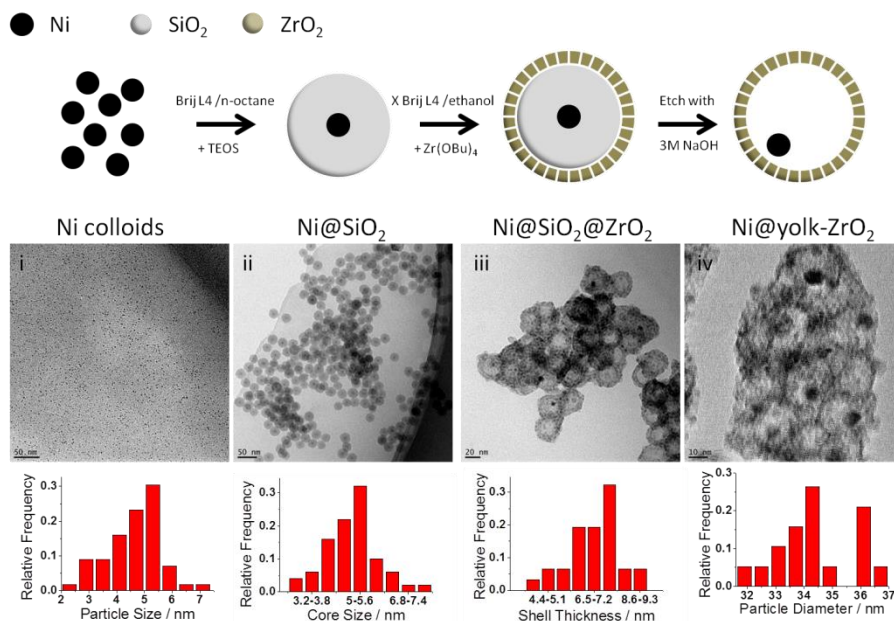 Ni SiO₂ ZrO₂
Brij L4 /n-octane
+ TEOS
X Brij L4 /ethanol
+ Zr(OBu)₄
Etch with
3M NaOH
Ni colloids Ni@SiO₂ Ni@SiO₂@ZrO₂ Ni@yolk-ZrO₂
i ii iii iv
50 nm 50 nm 20 nm 10 nm
Relative Frequency
0.3
0.2
0.1
0.0
2 3 4 5 6 7
Particle Size / nm
Relative Frequency
0.3
0.2
0.1
0.0
3.2-3.8 5-5.6 6.8-7.4
Core Size / nm
Relative Frequency
0.3
0.2
0.1
0.0
4.4-5.1 6.5-7.2 8.6-9.3
Shell Thickness / nm
Relative Frequency
0.3
0.2
0.1
0.0
32 33 34 35 36 37
Particle Diameter / nm